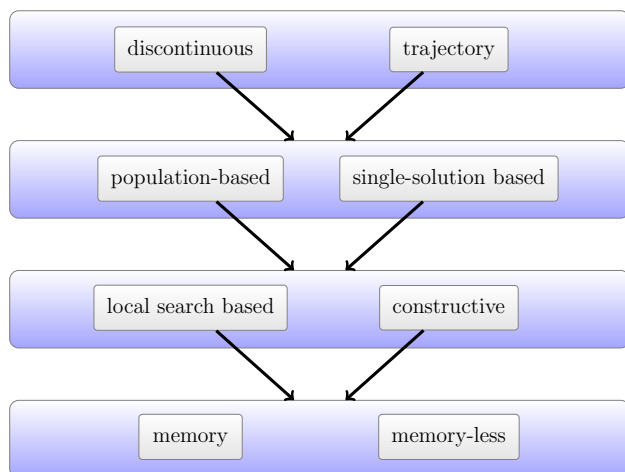 discontinuous trajectory
population-based single-solution based
local search based constructive
memory memory-less